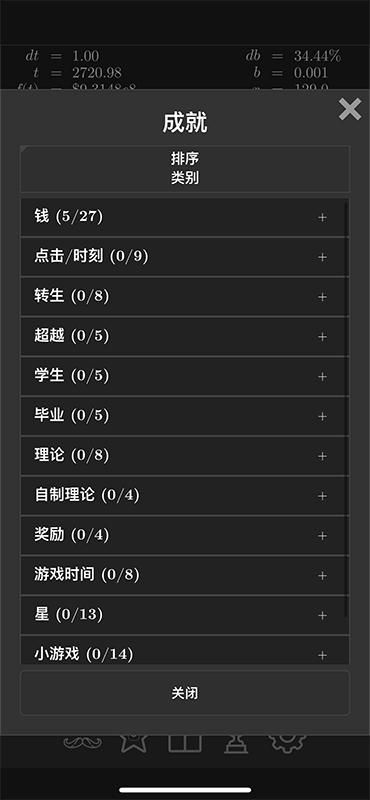 dt = 1.00
db = 34.44%
t = 2720.98
b = 0.001
成就
排序
类别
钱 (5/27) +
点击/时刻 (0/9) +
转生 (0/8) +
超越 (0/5) +
学生 (0/5) +
毕业 (0/5) +
理论 (0/8) +
自制理论 (0/4) +
奖励 (0/4) +
游戏时间 (0/8) +
星 (0/13) +
小游戏 (0/14) +
关闭